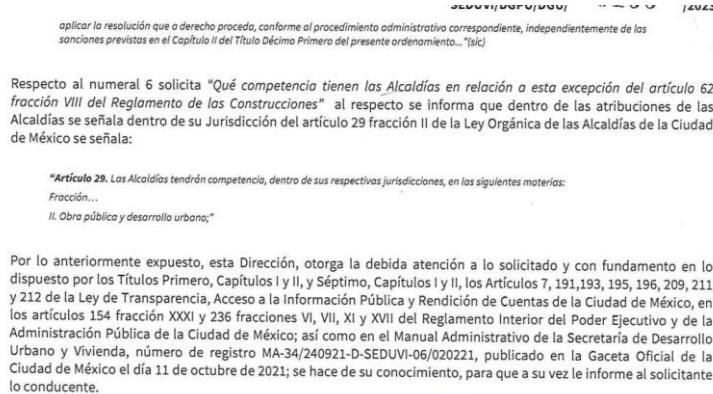 SEDUVI/DGPU/DGU/ /2023
aplicar la resolución que a derecho proceda, conforme al procedimiento administrativo correspondiente, independientemente de las
sanciones previstas en el Capítulo II del Título Décimo Primero del presente ordenamiento..."(sic)
Respecto al numeral 6 solicita "Qué competencia tienen las Alcaldías en relación a esta excepción del artículo 62
fracción VIII del Reglamento de las Construcciones" al respecto se informa que dentro de las atribuciones de las
Alcaldías se señala dentro de su Jurisdicción del artículo 29 fracción II de la Ley Orgánica de las Alcaldías de la Ciudad
de México se señala:
"Artículo 29. Las Alcaldías tendrán competencia, dentro de sus respectivas jurisdicciones, en las siguientes materias:
Fracción...
II. Obra pública y desarrollo urbano;"
Por lo anteriormente expuesto, esta Dirección, otorga la debida atención a lo solicitado y con fundamento en lo
dispuesto por los Títulos Primero, Capítulos I y II, y Séptimo, Capítulos I y II, los Artículos 7, 191,193, 195, 196, 209, 211
y 212 de la Ley de Transparencia, Acceso a la Información Pública y Rendición de Cuentas de la Ciudad de México, en
los artículos 154 fracción XXXI y 236 fracciones VI, VII, XI y XVII del Reglamento Interior del Poder Ejecutivo y de la
Administración Pública de la Ciudad de México; así como en el Manual Administrativo de la Secretaría de Desarrollo
Urbano y Vivienda, número de registro MA-34/240921-D-SEDUVI-06/020221, publicado en la Gaceta Oficial de la
Ciudad de México el día 11 de octubre de 2021; se hace de su conocimiento, para que a su vez le informe al solicitante
lo conducente.